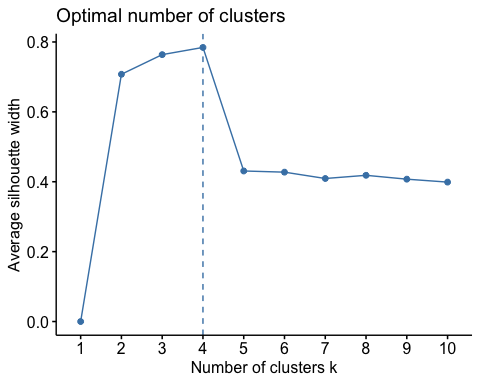 Optimal number of clusters
Average silhouette width
0.8
0.6
0.4
0.2
0.0
1 2 3 4 5 6 7 8 9 10
Number of clusters k